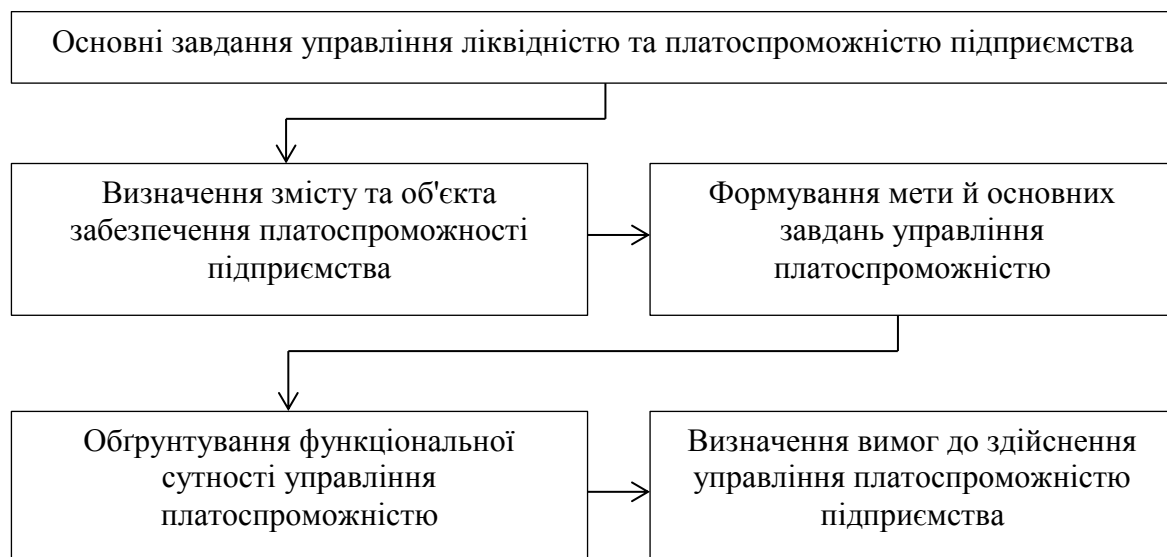 Основні завдання управління ліквідністю та платоспроможністю підприємства
Визначення змісту та об'єкта
забезпечення платоспроможності
підприємства
Формування мети й основних
завдань управління
платоспроможністю
Обґрунтування функціональної
сутності управління
платоспроможністю
Визначення вимог до здійснення
управління платоспроможністю
підприємства